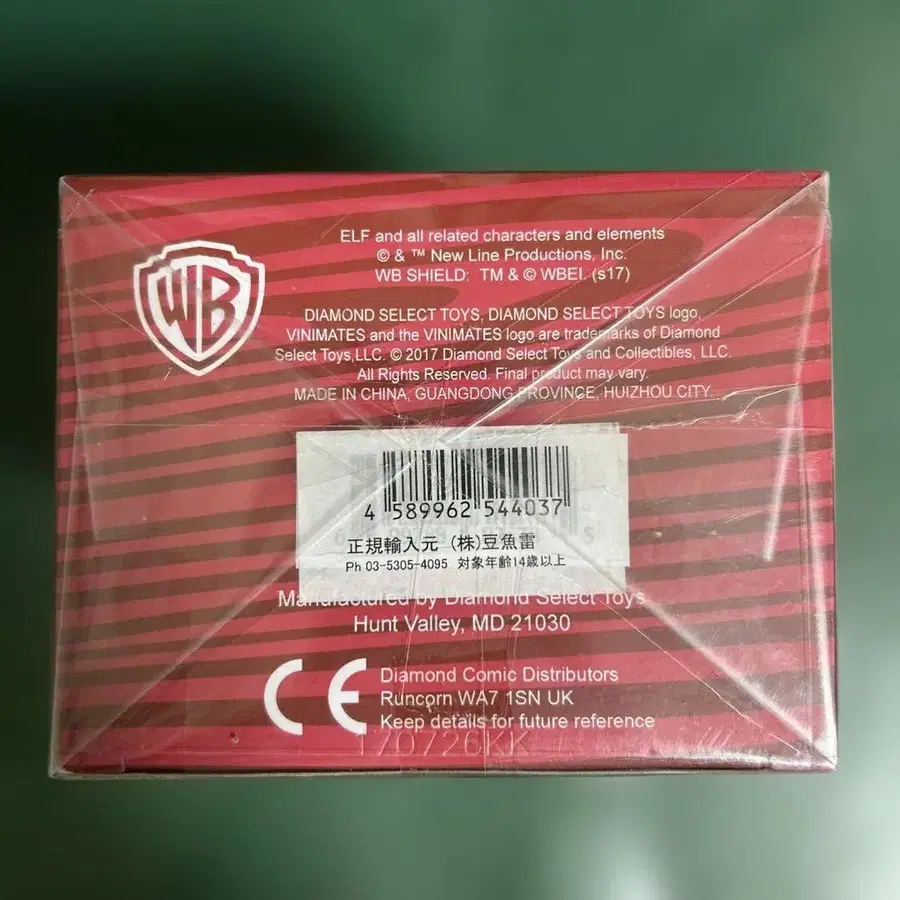 WB
ELF and all related characters and elements
© & ™ New Line Productions, Inc.
WB SHIELD: TM & © WBEI. (s17)
DIAMOND SELECT TOYS, DIAMOND SELECT TOYS logo,
VINIMATES and the VINIMATES logo are trademarks of Diamond
Select Toys,LLC. © 2017 Diamond Select Toys and Collectibles, LLC.
All Rights Reserved. Final product may vary.
MADE IN CHINA, GUANGDONG PROVINCE, HUIZHOU CITY.
4 589962 544037
正規輸入元 (株)豆魚雷
Ph 03-5305-4095 対象年齢14歳以上
Manufactured by Diamond Select Toys
Hunt Valley, MD 21030
CE
Diamond Comic Distributors
Runcorn WA7 1SN UK
Keep details for future reference
170726KK